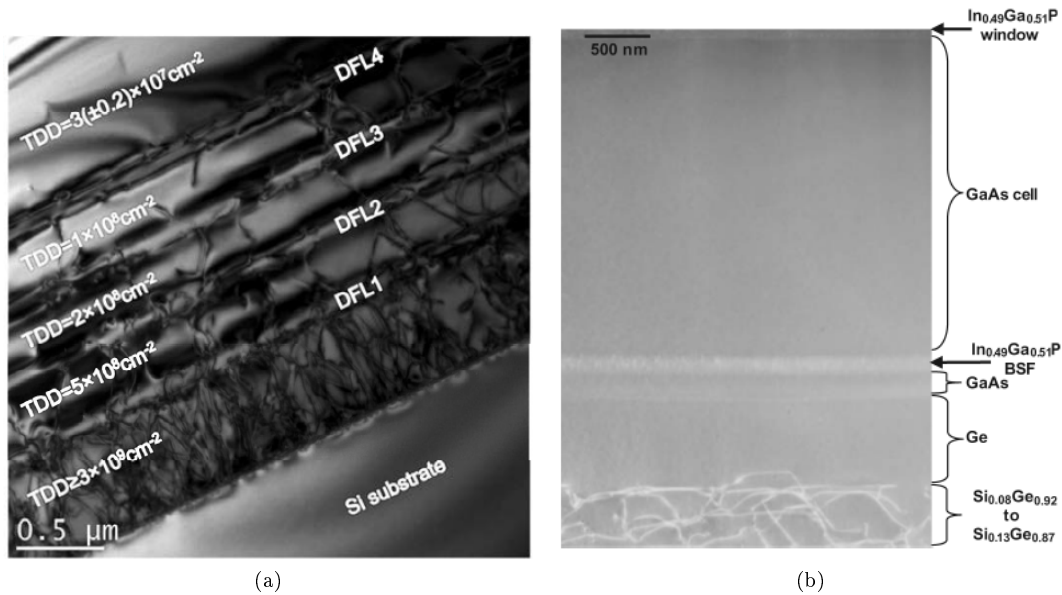 TDD=3(±0.2)×10⁷cm⁻²
DFL4
TDD=1×10⁸cm⁻²
DFL3
TDD=2×10⁸cm⁻²
DFL2
TDD=5×10⁸cm⁻²
DFL1
TDD≥3×10⁹cm⁻²
Si substrate
0.5 µm
(a)
500 nm
In₀.₄₉Ga₀.₅₁P
window
GaAs cell
In₀.₄₉Ga₀.₅₁P
BSF
GaAs
Ge
Si₀.₀₈Ge₀.₉₂
to
Si₀.₁₃Ge₀.₈₇
(b)